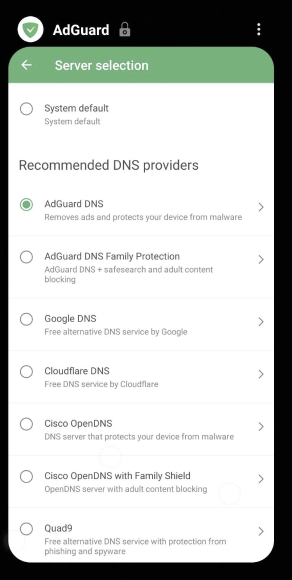 AdGuard
Server selection
System default
System default
Recommended DNS providers
AdGuard DNS
Removes ads and protects your device from malware
AdGuard DNS Family Protection
AdGuard DNS + safesearch and adult content
blocking
Google DNS
Free alternative DNS service by Google
Cloudflare DNS
Free DNS service by Cloudflare
Cisco OpenDNS
DNS server that protects your device from malware
Cisco OpenDNS with Family Shield
OpenDNS server with adult content blocking
Quad9
Free alternative DNS service with protection from
phishing and spyware